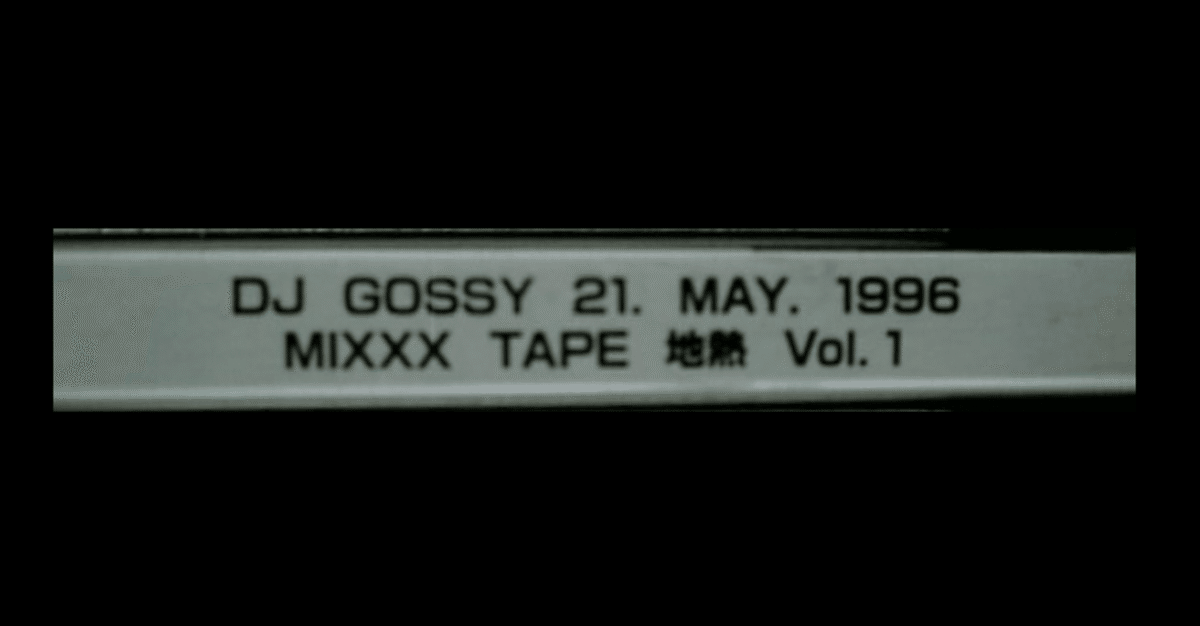 DJ GOSSY 21. MAY. 1996
MIXXX TAPE 地熱 Vol. 1